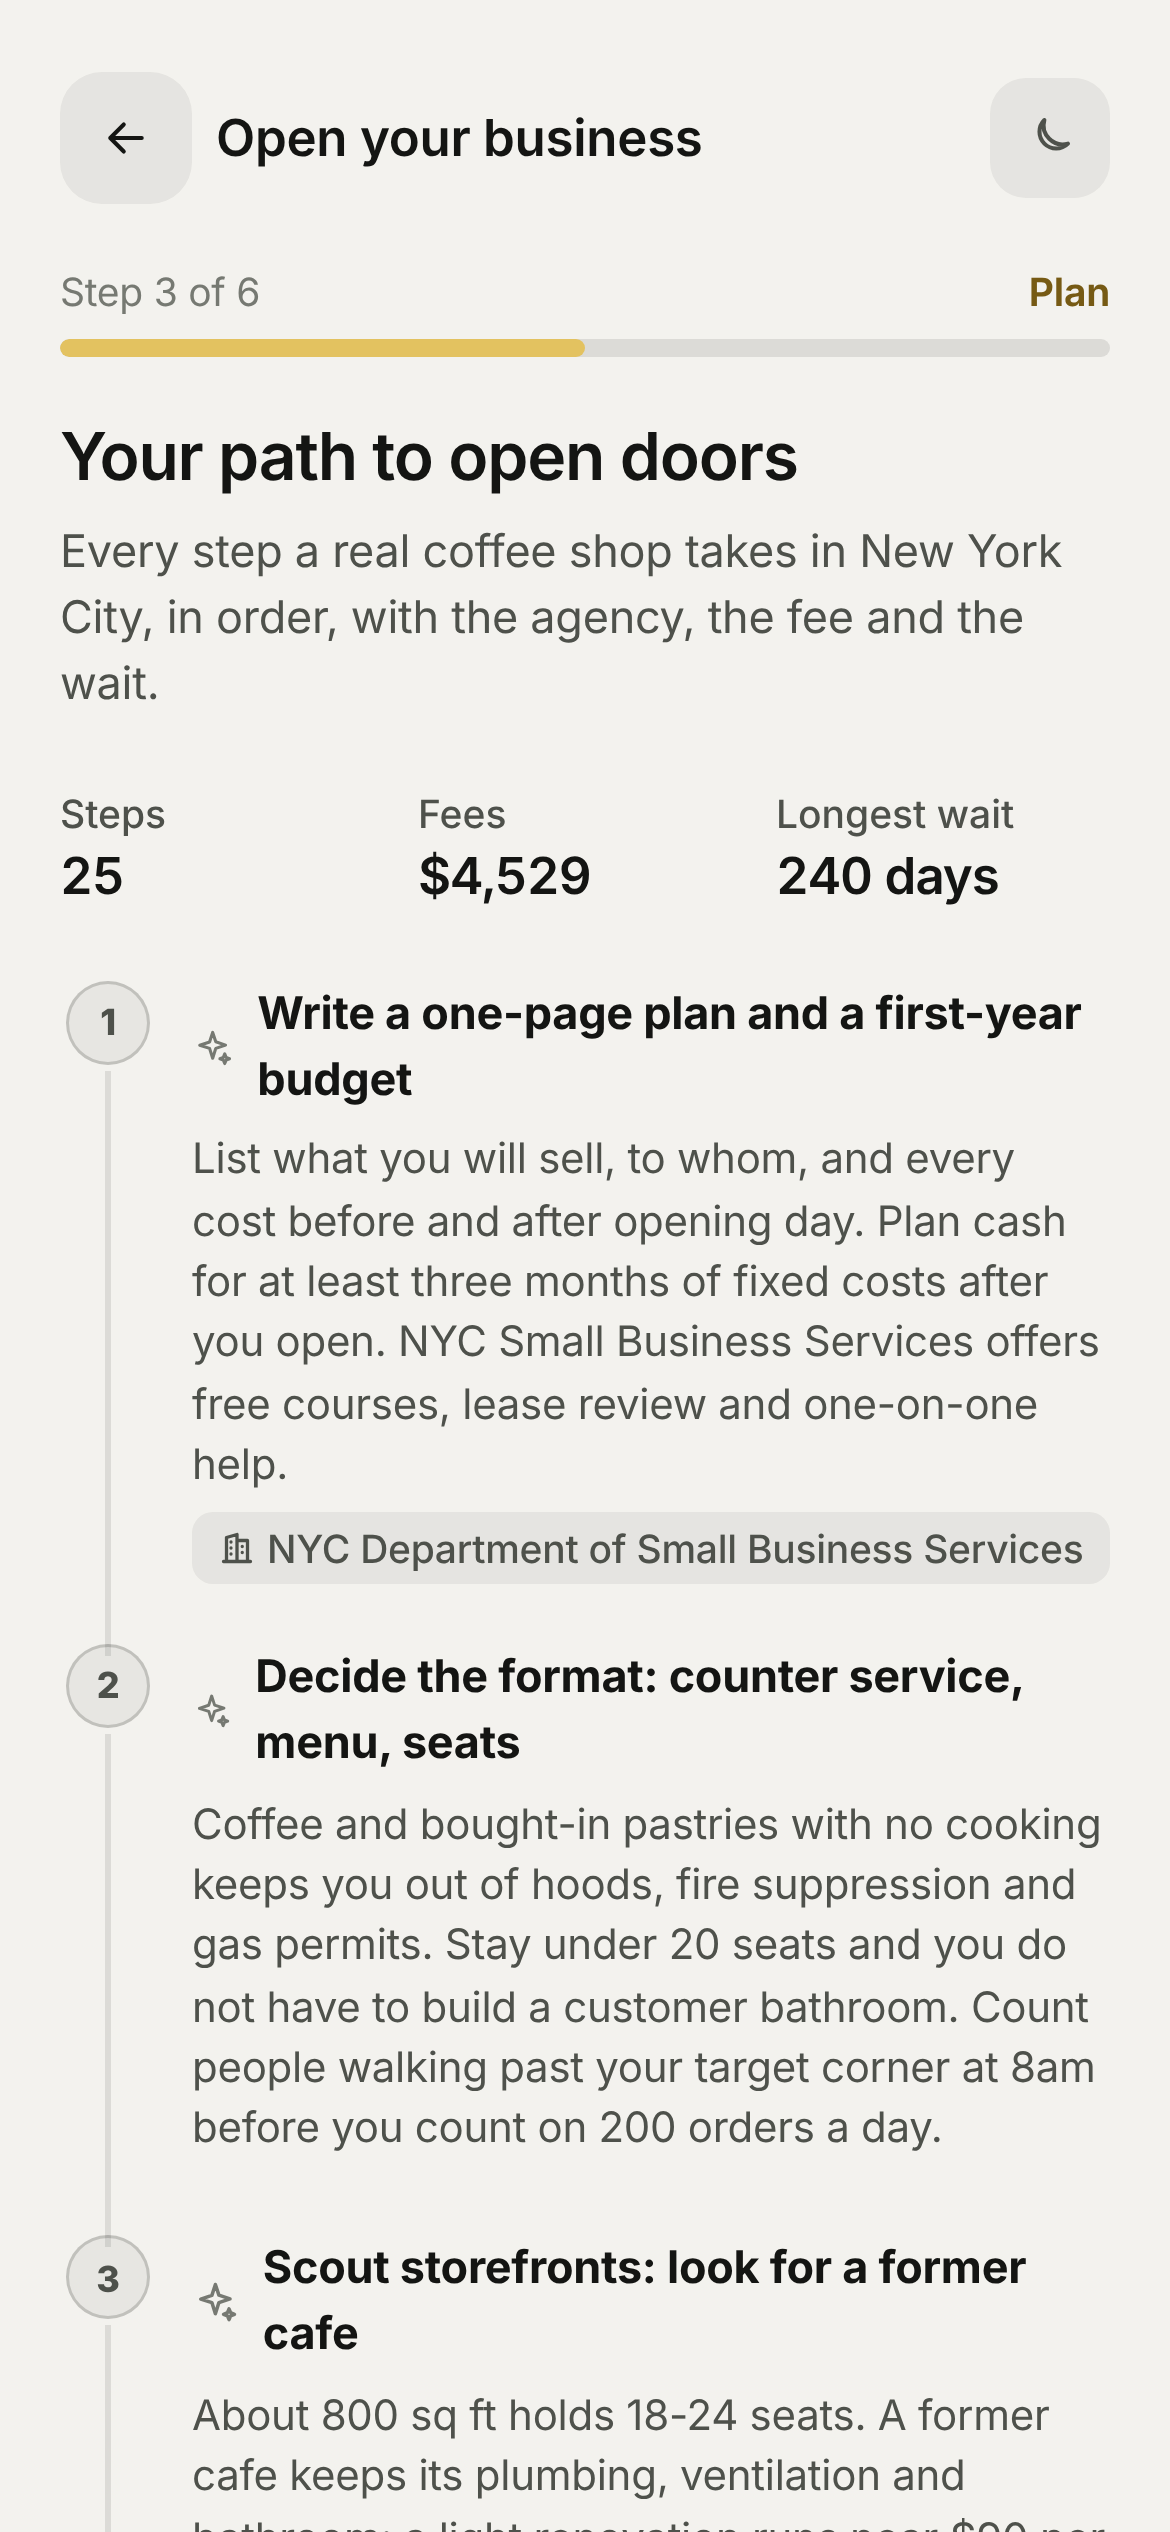 Open your business
Step 3 of 6
Plan
Your path to open doors
Every step a real coffee shop takes in New York
City, in order, with the agency, the fee and the
wait.
Steps
Fees
Longest wait
25
$4,529
240 days
1
Write a one-page plan and a first-year
budget
List what you will sell, to whom, and every
cost before and after opening day. Plan cash
for at least three months of fixed costs after
you open. NYC Small Business Services offers
free courses, lease review and one-on-one
help.
NYC Department of Small Business Services
2
Decide the format: counter service,
menu, seats
Coffee and bought-in pastries with no cooking
keeps you out of hoods, fire suppression and
gas permits. Stay under 20 seats and you do
not have to build a customer bathroom. Count
people walking past your target corner at 8am
before you count on 200 orders a day.
3
Scout storefronts: look for a former
cafe
About 800 sq ft holds 18-24 seats. A former
cafe keeps its plumbing, ventilation and